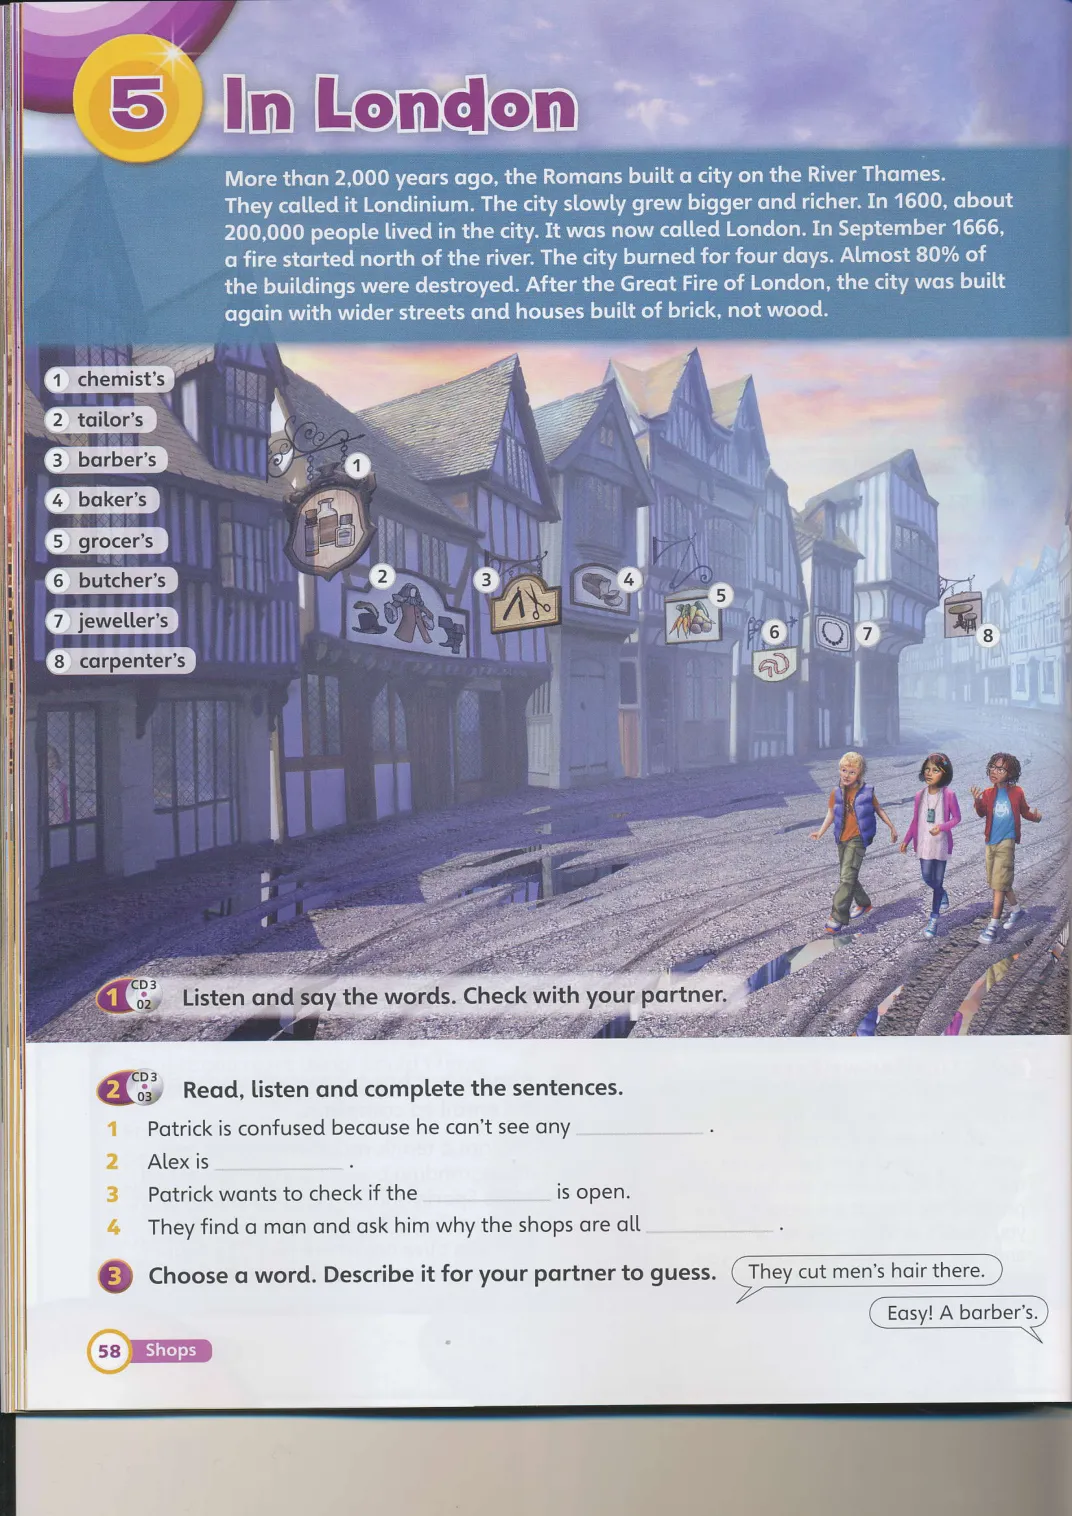 5 In London
More than 2,000 years ago, the Romans built a city on the River Thames.
They called it Londinium. The city slowly grew bigger and richer. In 1600, about
200,000 people lived in the city. It was now called London. In September 1666,
a fire started north of the river. The city burned for four days. Almost 80% of
the buildings were destroyed. After the Great Fire of London, the city was built
again with wider streets and houses built of brick, not wood.
1 chemist's
2 tailor's
3 barber's
4 baker's
5 grocer's
6 butcher's
7 jeweller's
8 carpenter's
1
2
3
4
5
6
7
8
1 CD3 02 Listen and say the words. Check with your partner.
2 CD3 03 Read, listen and complete the sentences.
1 Patrick is confused because he can't see any ____________ .
2 Alex is ____________ .
3 Patrick wants to check if the ____________ is open.
4 They find a man and ask him why the shops are all ____________ .
3 Choose a word. Describe it for your partner to guess.
They cut men's hair there.
Easy! A barber's.
58 Shops